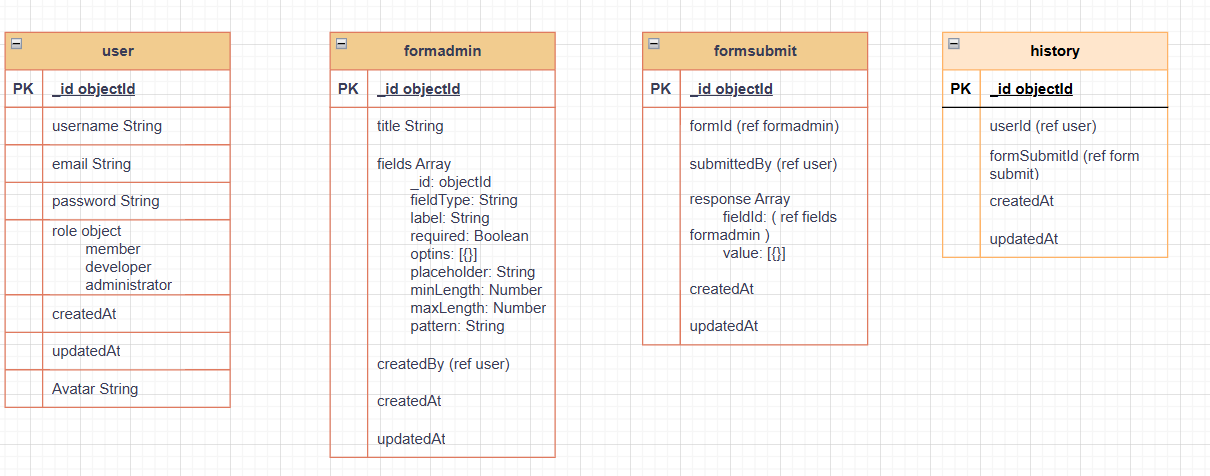 user
PK
_id objectId
username String
email String
password String
role object
member
developer
administrator
createdAt
updatedAt
Avatar String
formadmin
PK
_id objectId
title String
fields Array
_id: objectId
fieldType: String
label: String
required: Boolean
optins: [{}]
placeholder: String
minLength: Number
maxLength: Number
pattern: String
createdBy (ref user)
createdAt
updatedAt
formsubmit
PK
_id objectId
formId (ref formadmin)
submittedBy (ref user)
response Array
fieldId: ( ref fields
formadmin )
value: [{}]
createdAt
updatedAt
history
PK
_id objectId
userId (ref user)
formSubmitId (ref form
submit)
createdAt
updatedAt